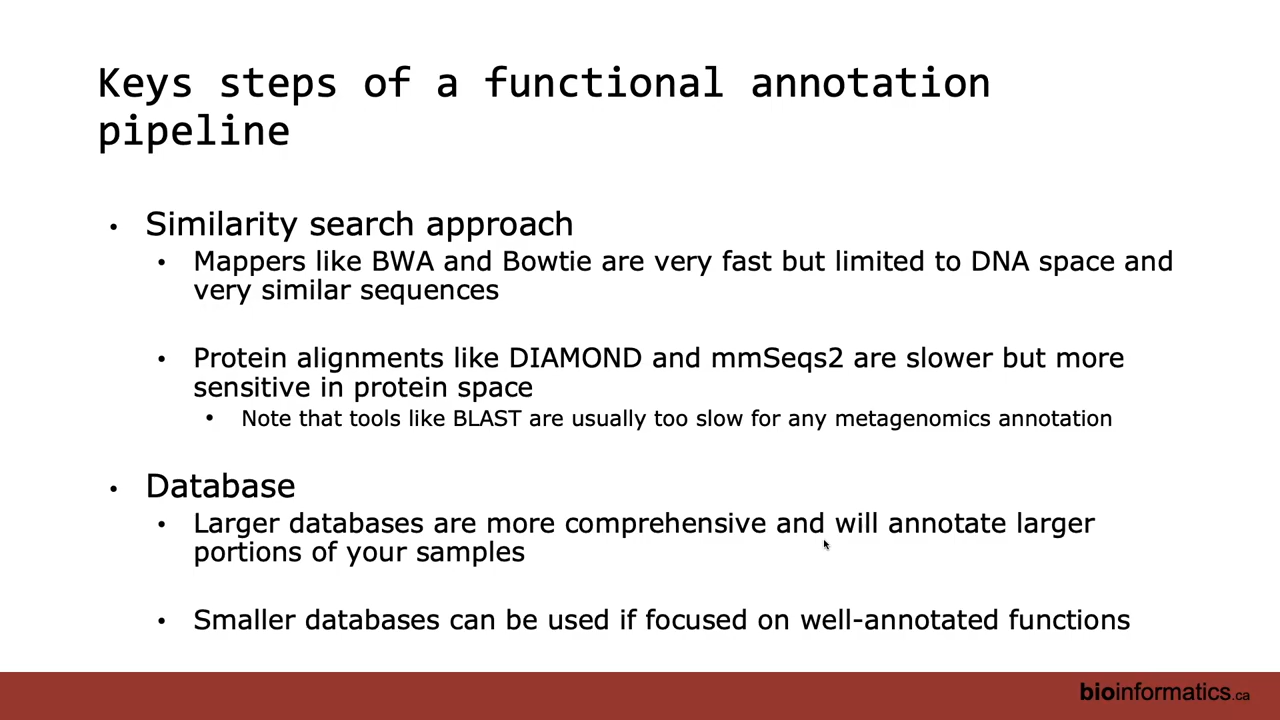 Keys steps of a functional annotation
pipeline
• Similarity search approach
• Mappers like BWA and Bowtie are very fast but limited to DNA space and
very similar sequences
• Protein alignments like DIAMOND and mmSeqs2 are slower but more
sensitive in protein space
• Note that tools like BLAST are usually too slow for any metagenomics annotation
• Database
• Larger databases are more comprehensive and will annotate larger
portions of your samples
• Smaller databases can be used if focused on well-annotated functions
bioinformatics.ca